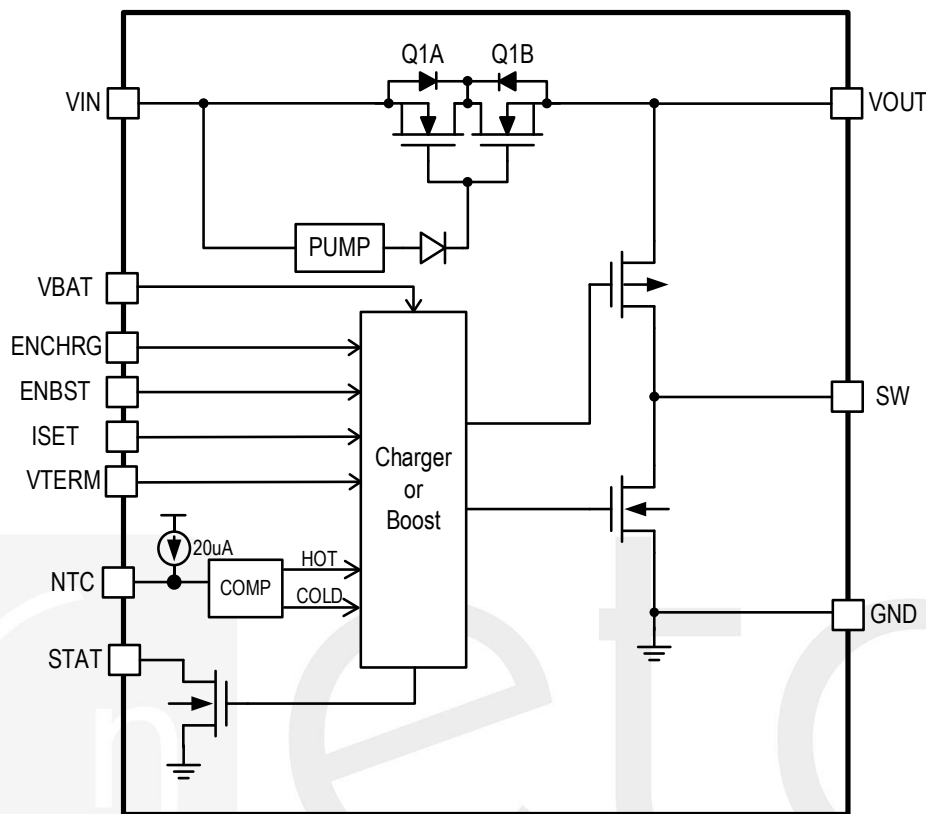 Q1A Q1B
VIN
VOUT
PUMP
VBAT
ENCHRG
ENBST
SW
ISET
Charger
or
Boost
VTERM
20uA
NTC
COMP
HOT
COLD
GND
STAT
n eto